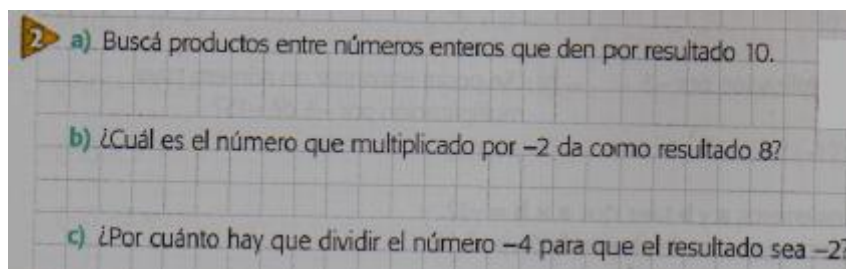 2 a) Buscá productos entre números enteros que den por resultado 10.
b) ¿Cuál es el número que multiplicado por −2 da como resultado 8?
c) ¿Por cuánto hay que dividir el número −4 para que el resultado sea −2?